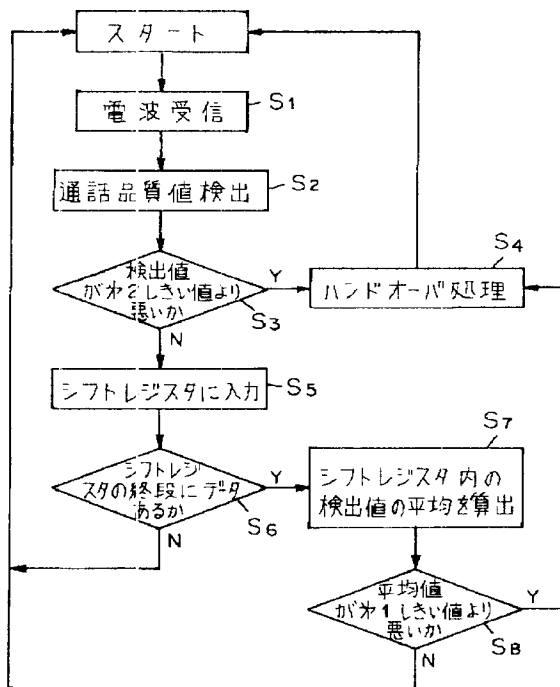 スタート
電波受信
S1
通話品質値検出
S2
検出値
が才2しきい値より
悪いか
S3
Y
N
S4
ハンドオーバ処理
シフトレジスタに入力
S5
シフトレジ
スタの終段にデータ
あるか
S6
Y
N
S7
シフトレジスタ内の
検出値の平均を算出
平均値
が才1しきい値より
悪いか
S8
Y
N